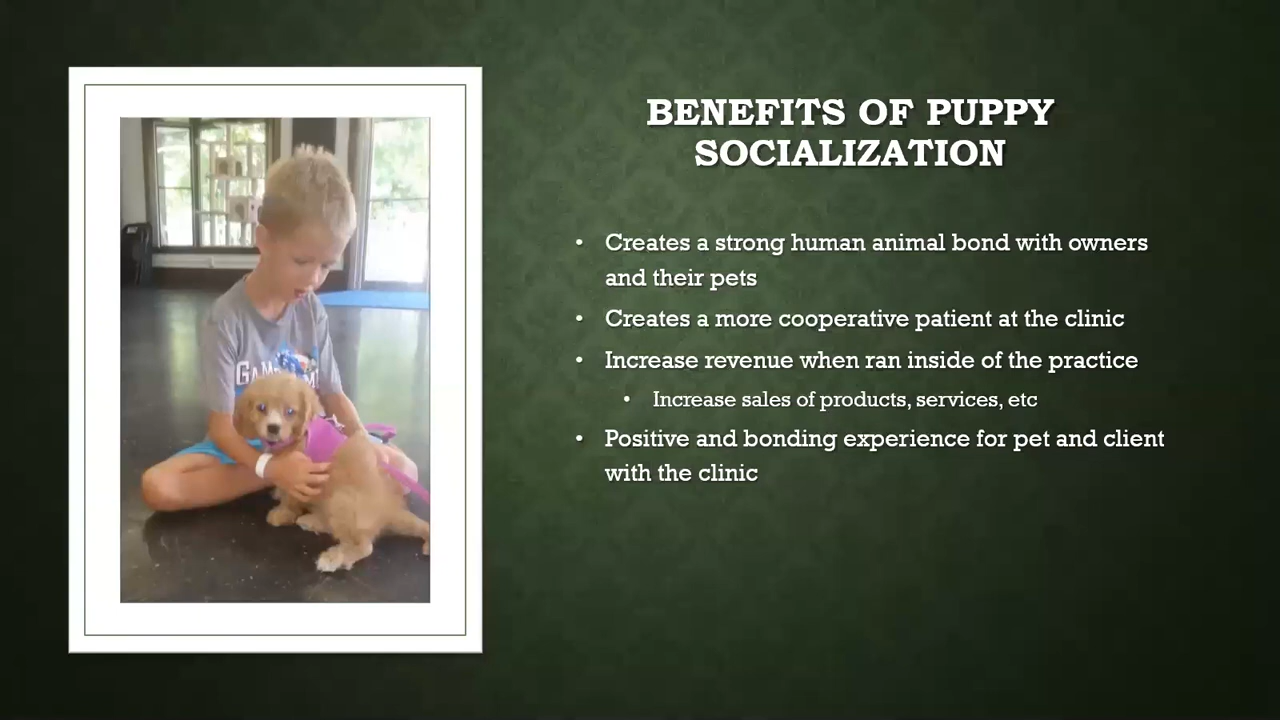 BENEFITS OF PUPPY
SOCIALIZATION
• Creates a strong human animal bond with owners
and their pets
• Creates a more cooperative patient at the clinic
• Increase revenue when ran inside of the practice
• Increase sales of products, services, etc
• Positive and bonding experience for pet and client
with the clinic